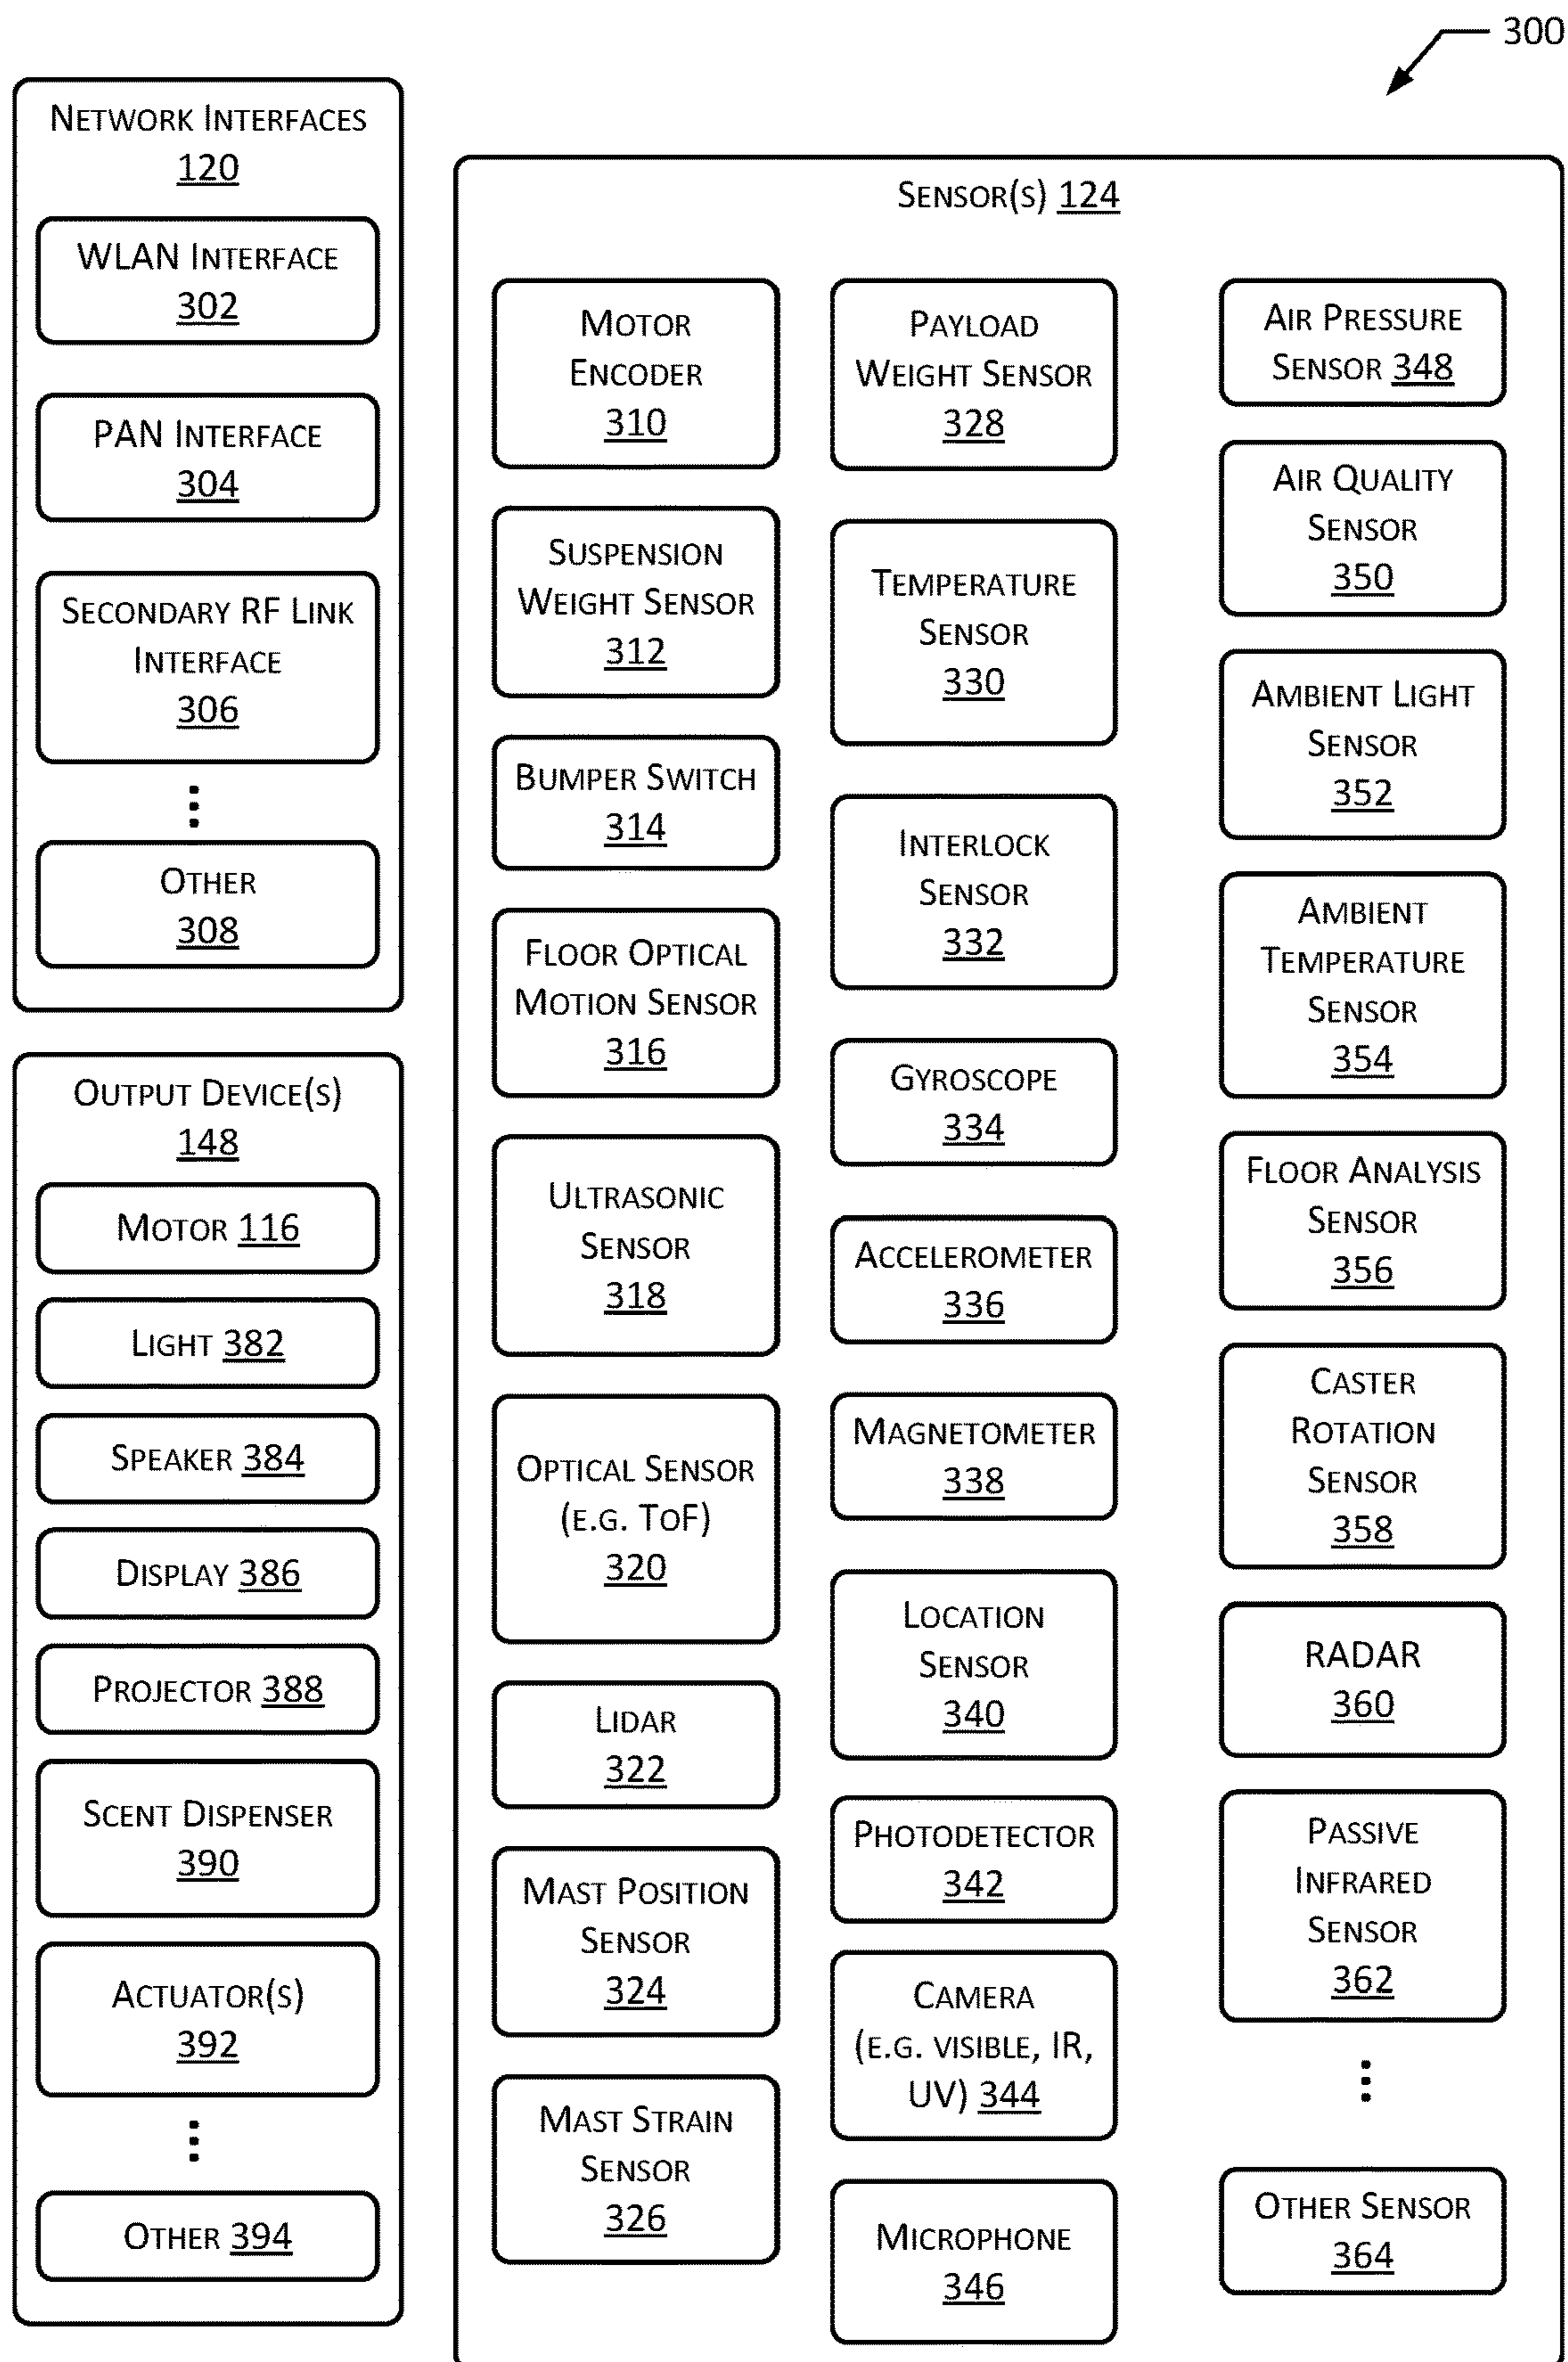 300
NETWORK INTERFACES
120
WLAN INTERFACE
302
PAN INTERFACE
304
SECONDARY RF LINK
INTERFACE
306
OTHER
308
OUTPUT DEVICE(S)
148
MOTOR 116
LIGHT 382
SPEAKER 384
DISPLAY 386
PROJECTOR 388
SCENT DISPENSER
390
ACTUATOR(S)
392
OTHER 394
SENSOR(S) 124
MOTOR
ENCODER
310
SUSPENSION
WEIGHT SENSOR
312
BUMPER SWITCH
314
FLOOR OPTICAL
MOTION SENSOR
316
ULTRASONIC
SENSOR
318
OPTICAL SENSOR
(E.G. TOF)
320
LIDAR
322
MAST POSITION
SENSOR
324
MAST STRAIN
SENSOR
326
PAYLOAD
WEIGHT SENSOR
328
TEMPERATURE
SENSOR
330
INTERLOCK
SENSOR
332
GYROSCOPE
334
ACCELEROMETER
336
MAGNETOMETER
338
LOCATION
SENSOR
340
PHOTODETECTOR
342
CAMERA
(E.G. VISIBLE, IR,
UV) 344
MICROPHONE
346
AIR PRESSURE
SENSOR 348
AIR QUALITY
SENSOR
350
AMBIENT LIGHT
SENSOR
352
AMBIENT
TEMPERATURE
SENSOR
354
FLOOR ANALYSIS
SENSOR
356
CASTER
ROTATION
SENSOR
358
RADAR
360
PASSIVE
INFRARED
SENSOR
362
OTHER SENSOR
364